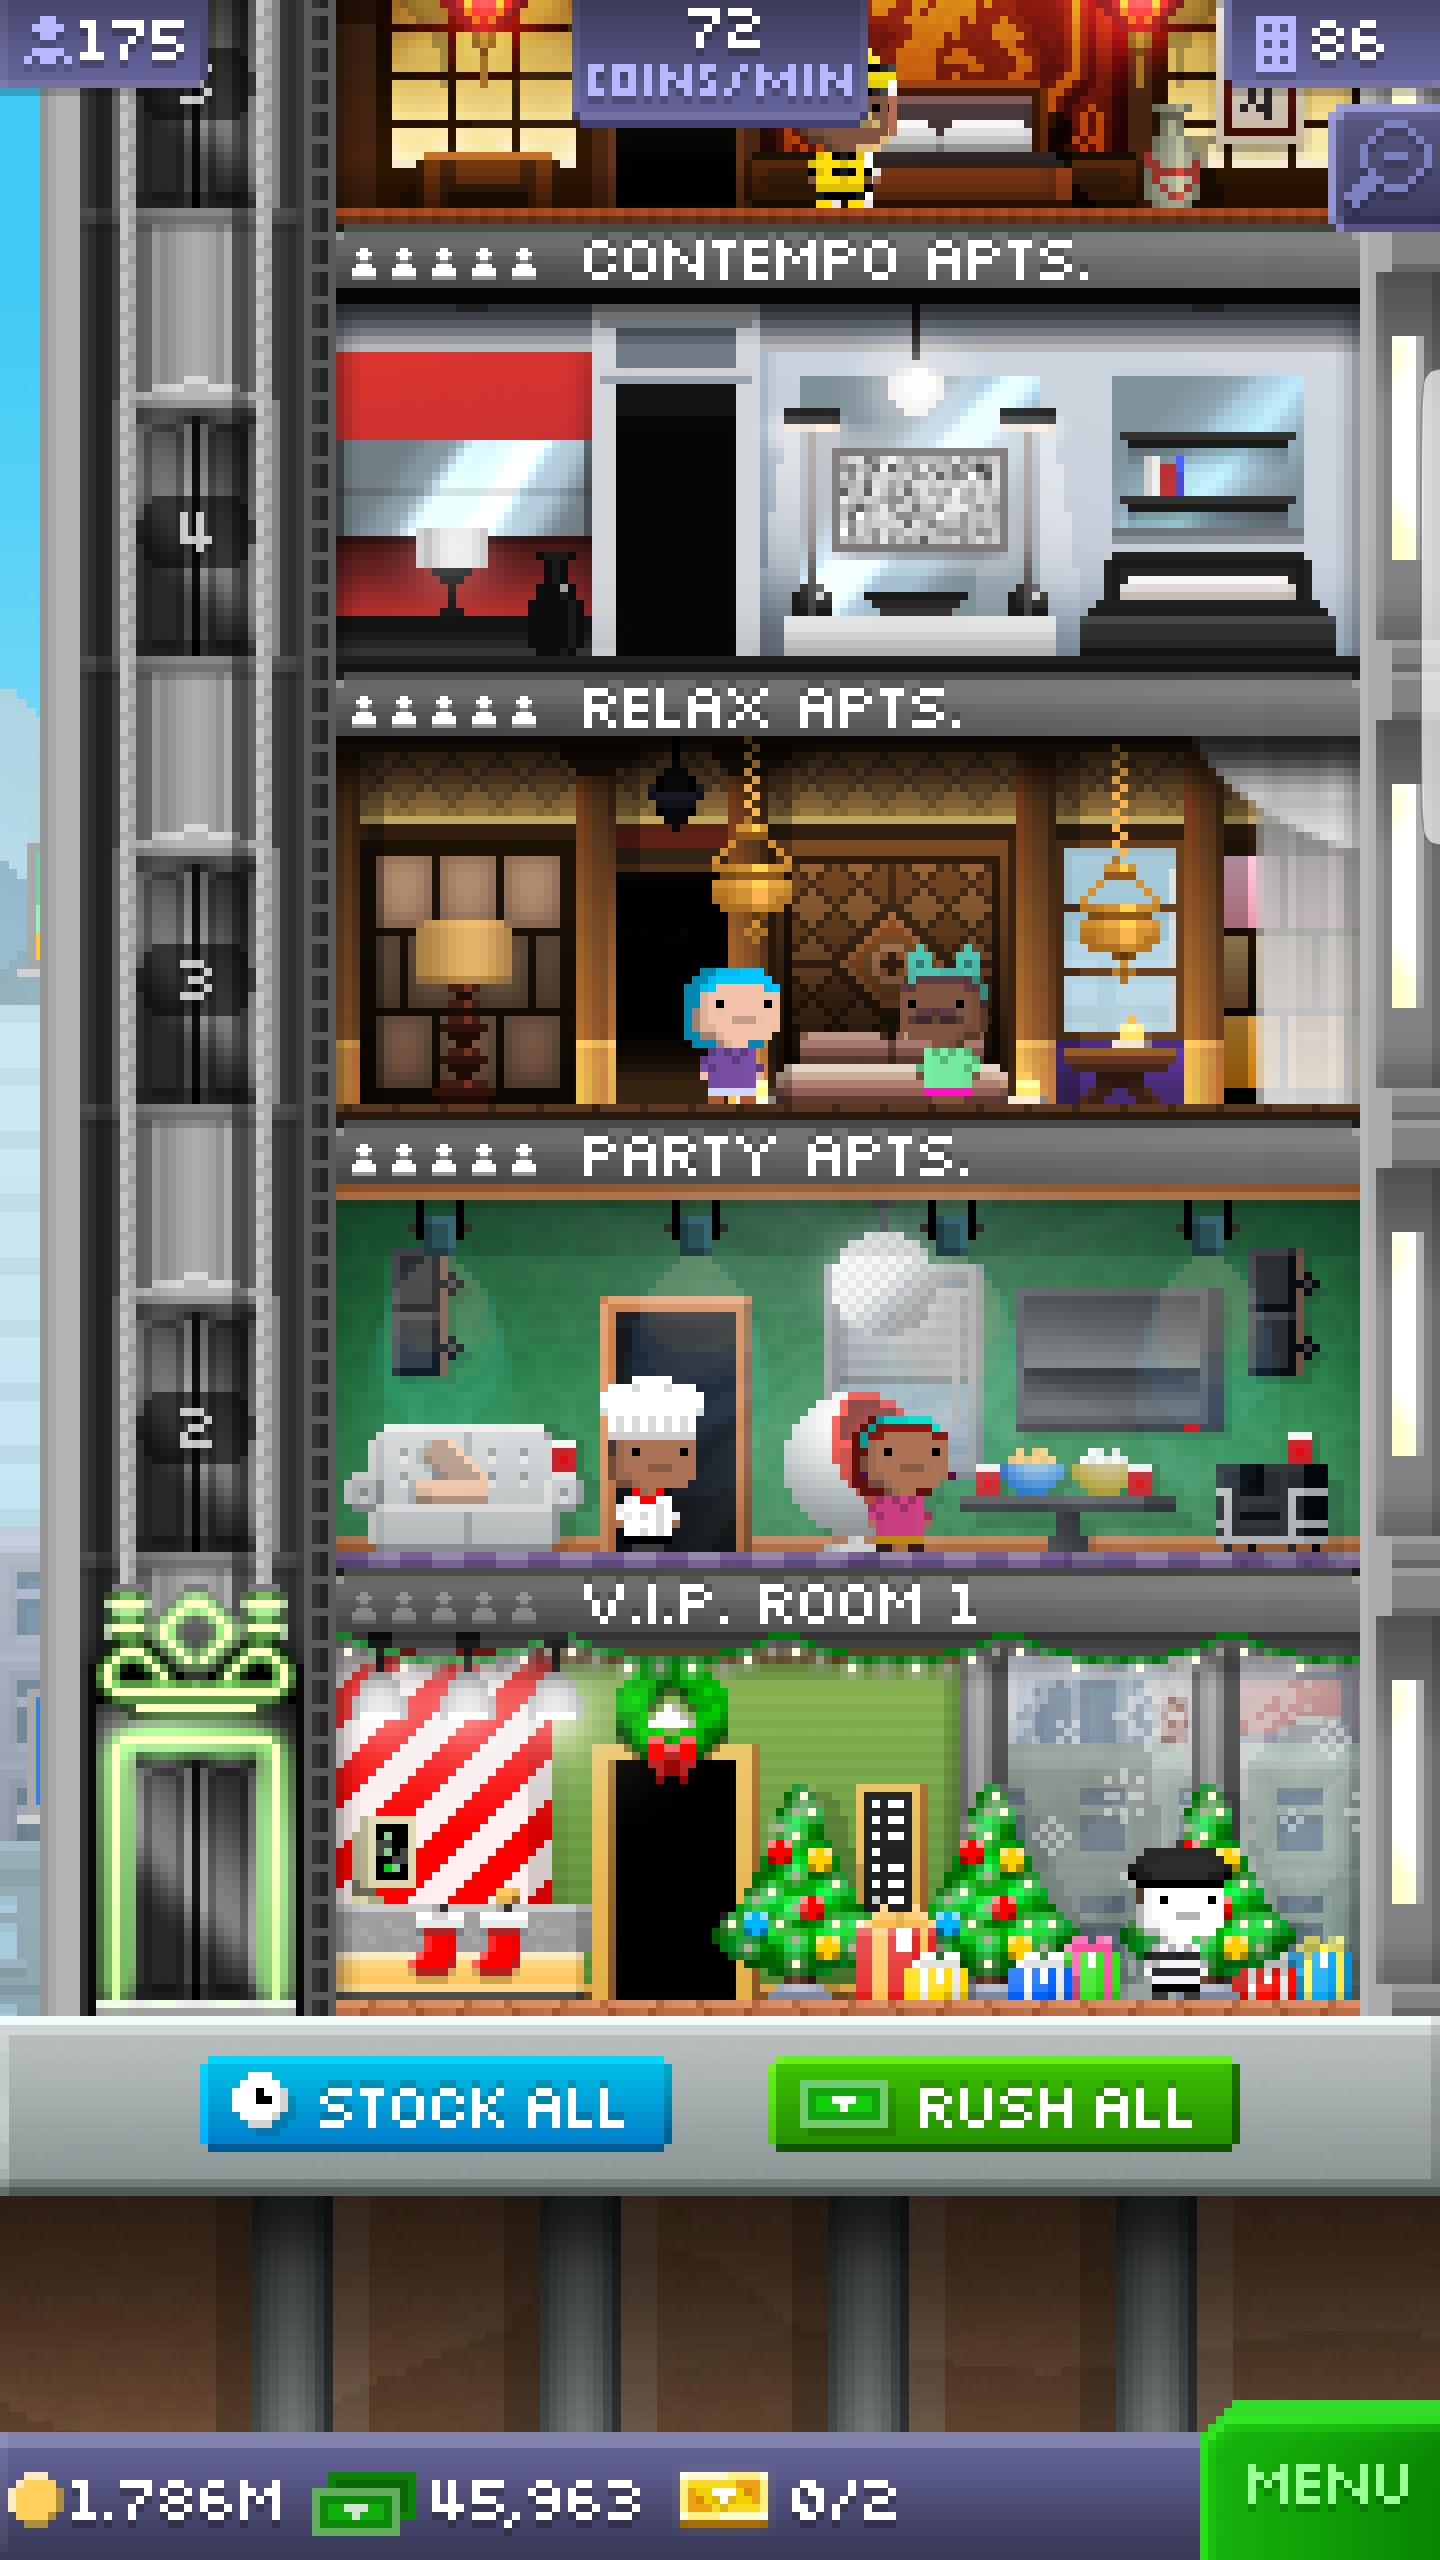 175
72
COINS/MIN
86
CONTEMPO APTS.
4
RELAX APTS.
3
PARTY APTS.
2
V.I.P. ROOM 1
STOCK ALL
RUSH ALL
1.786M
45,963
0/2
MENU